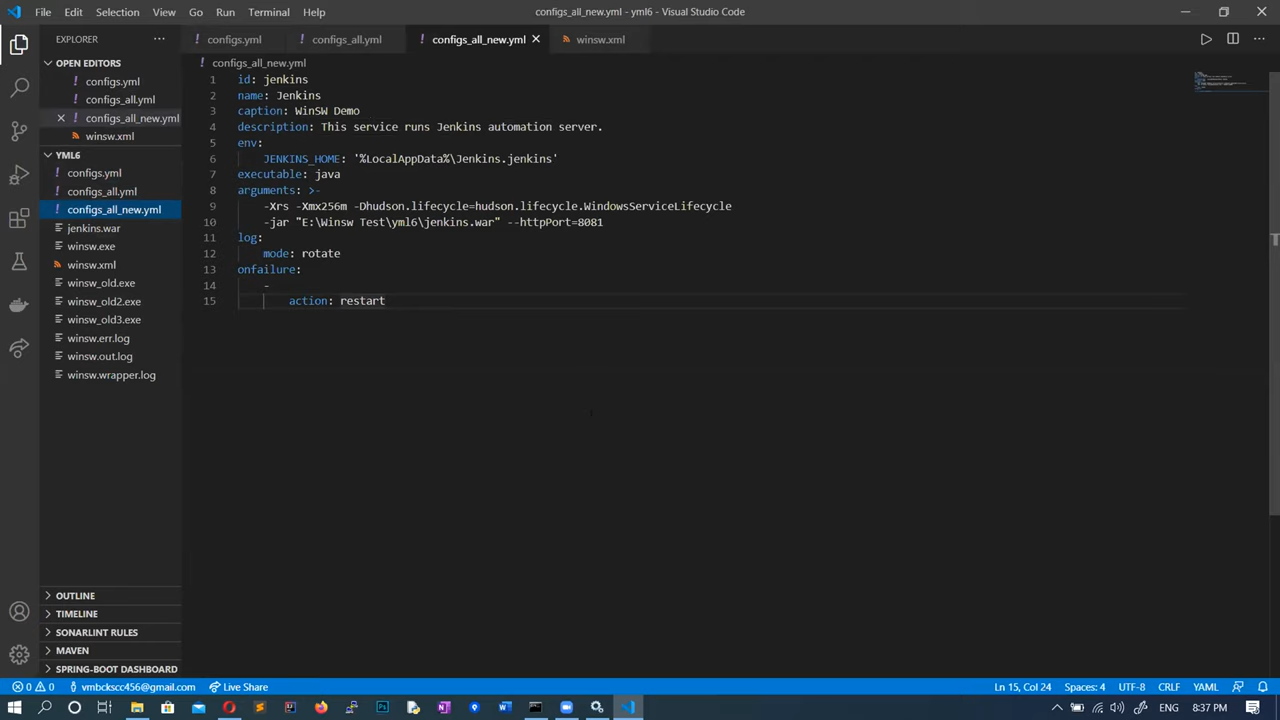 File Edit Selection View Go Run Terminal Help
configs_all_new.yml - yml6 - Visual Studio Code
EXPLORER
OPEN EDITORS
configs.yml
configs_all.yml
configs_all_new.yml
winsw.xml
YML6
configs.yml
configs_all.yml
configs_all_new.yml
jenkins.war
winsw.exe
winsw.xml
winsw_old.exe
winsw_old2.exe
winsw_old3.exe
winsw.err.log
winsw.out.log
winsw.wrapper.log
OUTLINE
TIMELINE
SONARLINT RULES
MAVEN
SPRING-BOOT DASHBOARD
configs.yml configs_all.yml configs_all_new.yml winsw.xml
configs_all_new.yml
1 id: jenkins
2 name: Jenkins
3 caption: WinSW Demo
4 description: This service runs Jenkins automation server.
5 env:
6 JENKINS_HOME: '%LocalAppData%\Jenkins.jenkins'
7 executable: java
8 arguments: >-
9 -Xrs -Xmx256m -Dhudson.lifecycle=hudson.lifecycle.WindowsServiceLifecycle
10 -jar "E:\Winsw Test\yml6\jenkins.war" --httpPort=8081
11 log:
12 mode: rotate
13 onfailure:
14 -
15 action: restart
0 0 vmbckscc456@gmail.com Live Share
Ln 15, Col 24 Spaces: 4 UTF-8 CRLF YAML
ENG 8:37 PM